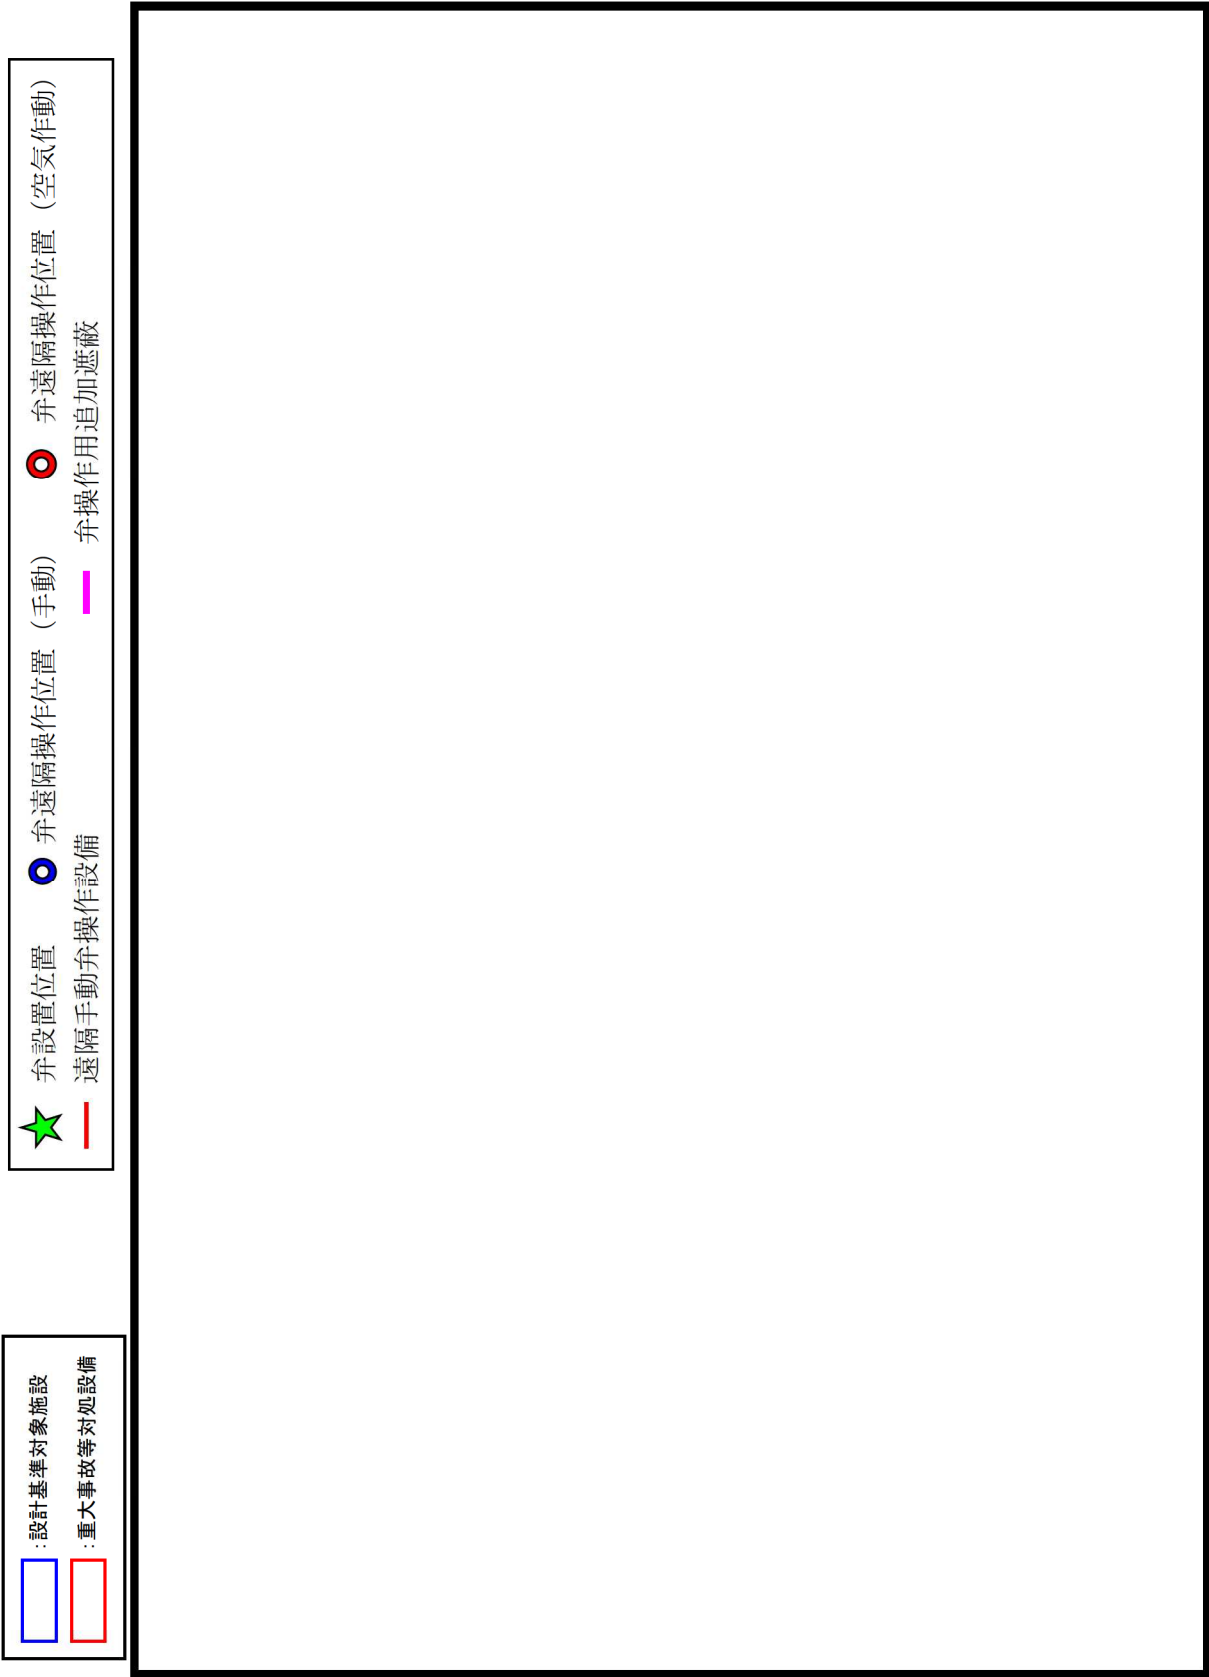 :設計基準対象施設
:重大事故等対処設備
弁設置位置 弁遠隔操作位置（手動） 弁遠隔操作位置（空気作動）
遠隔手動弁操作設備 弁操作用追加遮蔽